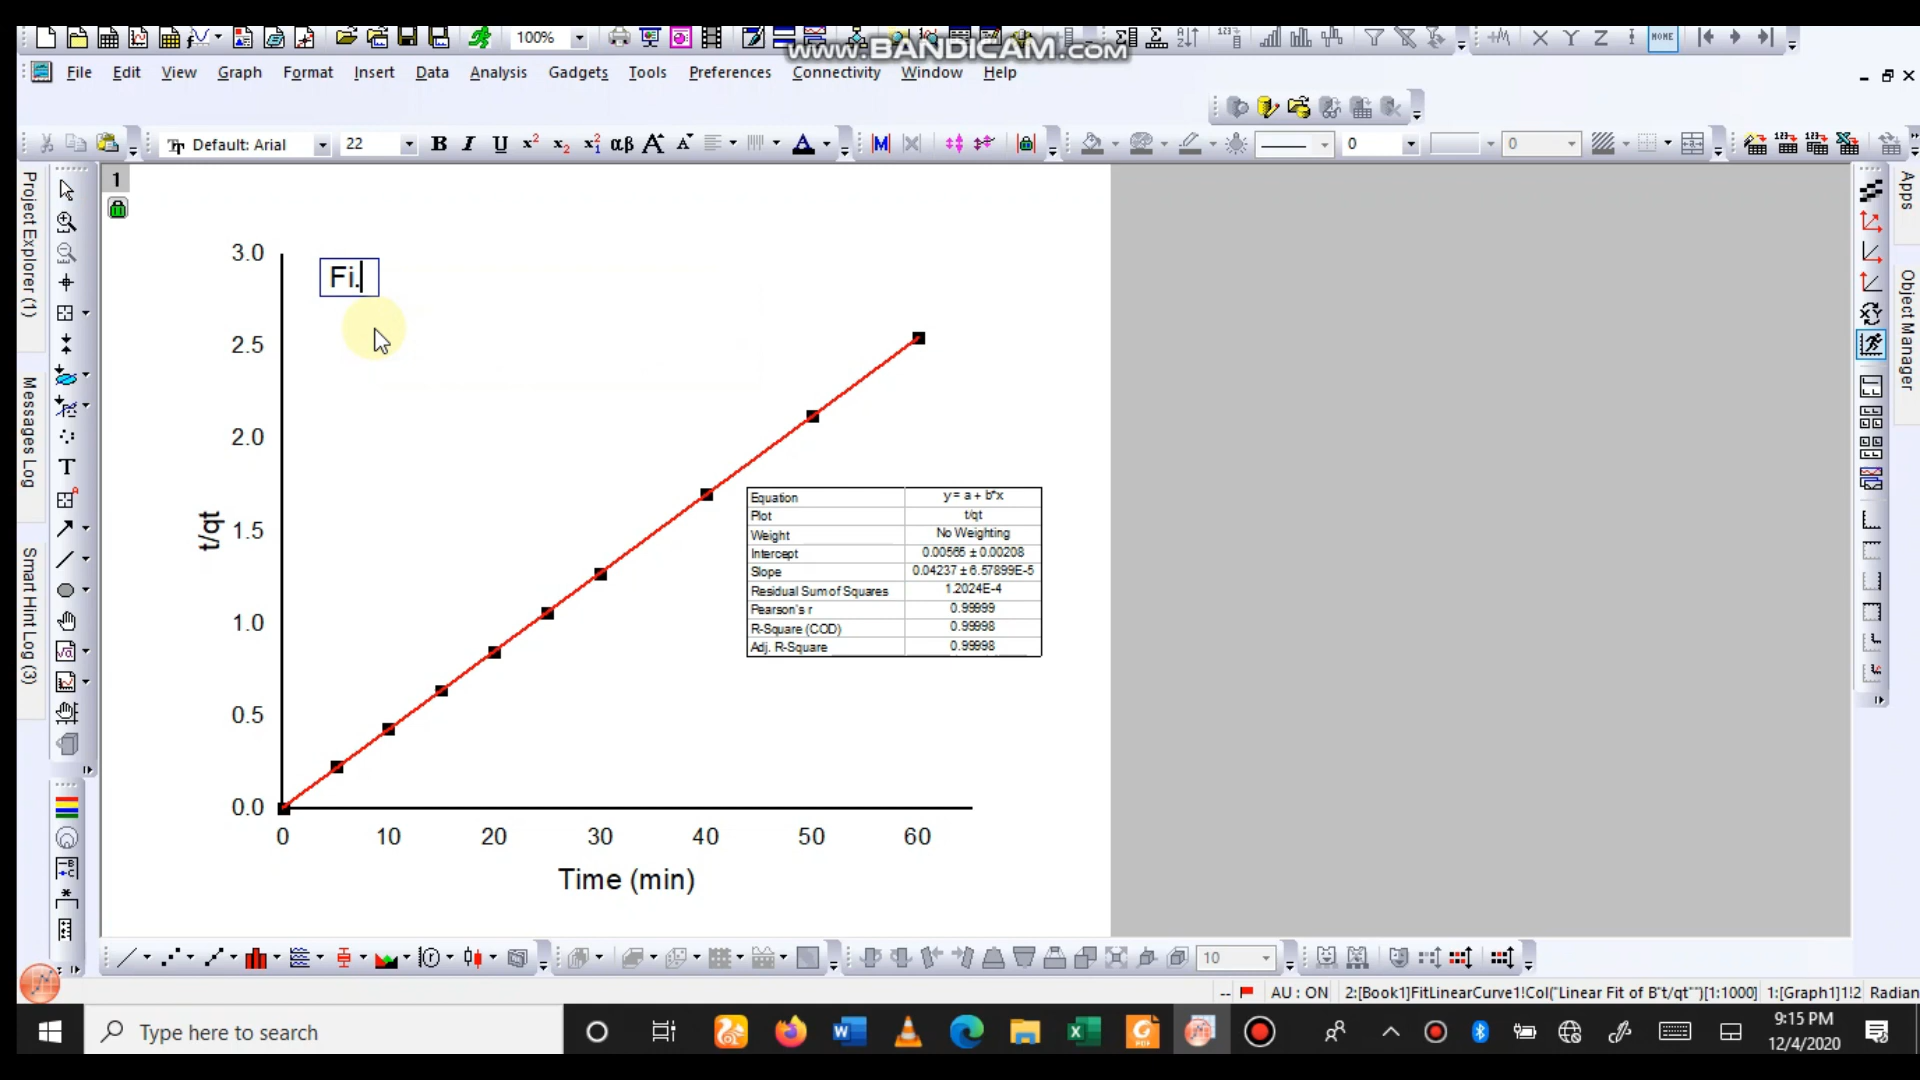 100%
www.BANDICAM.com
HOME
File Edit View Graph Format Insert Data Analysis Gadgets Tools Preferences Connectivity Window Help
Default: Arial 22 B I U x² x₂ αβ A A A M 0 0
Project Explorer (1)
Messages Log
Smart Hint Log (3)
Apps
Object Manager
1
Fi.
3.0
2.5
2.0
1.5
1.0
0.5
0.0
t/qt
0 10 20 30 40 50 60
Time (min)
Equation y = a + b*x
Plot t/qt
Weight No Weighting
Intercept 0.00565 ± 0.00208
Slope 0.04237 ± 6.57899E-5
Residual Sum of Squares 1.2024E-4
Pearson's r 0.99999
R-Square (COD) 0.99998
Adj. R-Square 0.99998
10
-- AU : ON 2:[Book1]FitLinearCurve1!Col("Linear Fit of B"t/qt"")[1:1000] 1:[Graph1]1!2 Radian
Type here to search
9:15 PM
12/4/2020